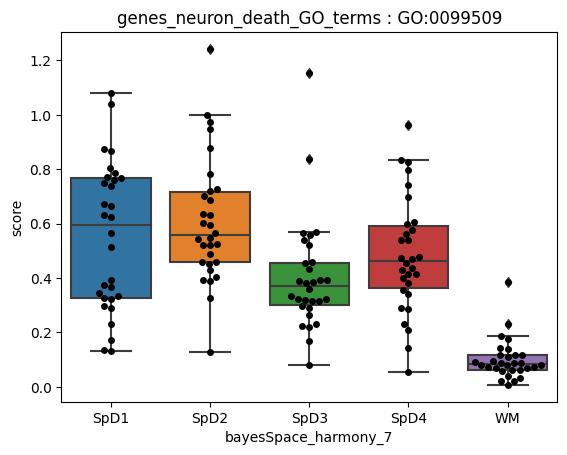 genes_neuron_death_GO_terms : GO:0099509
1.2
1.0
0.8
0.6
0.4
0.2
0.0
score
SpD1 SpD2 SpD3 SpD4 WM
bayesSpace_harmony_7